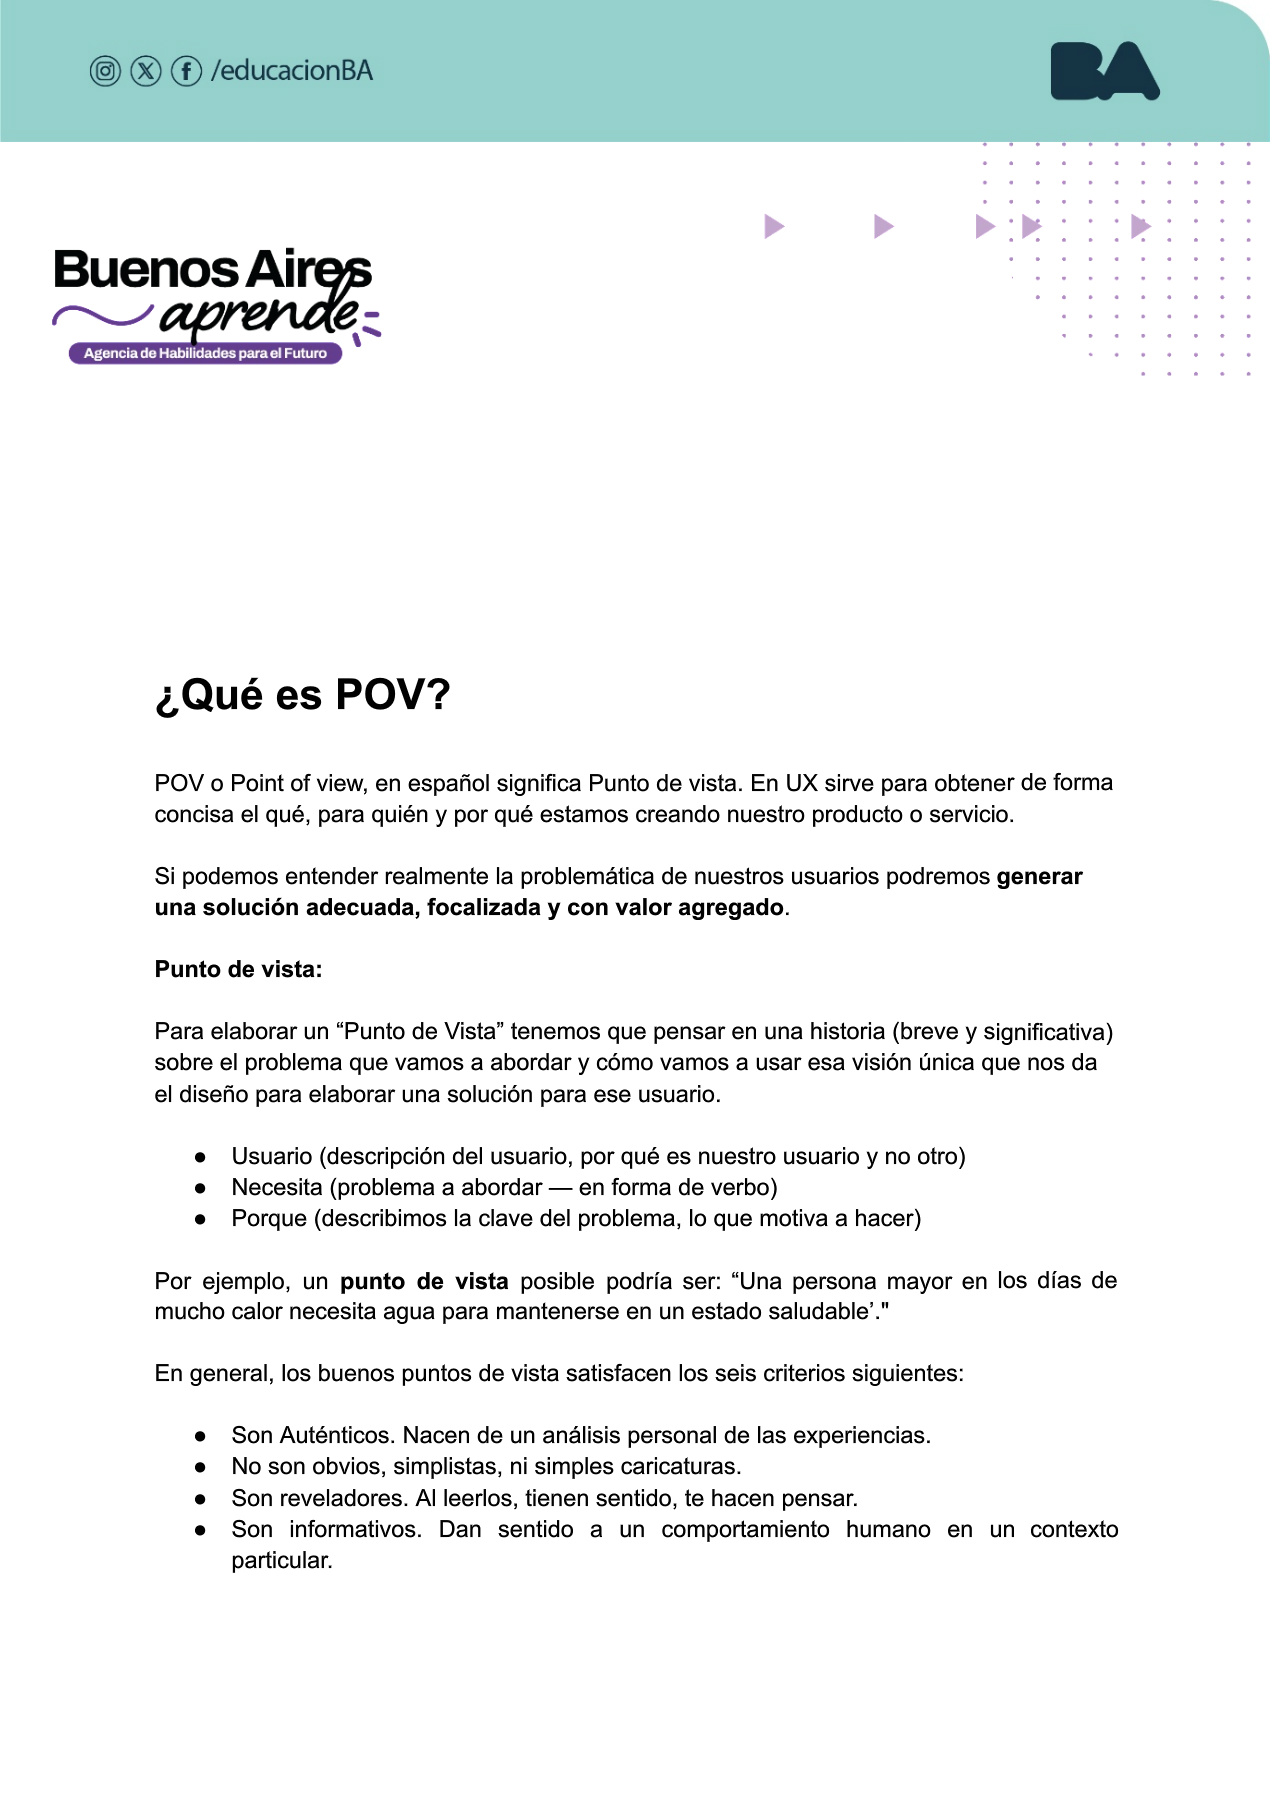 /educacionBA
BA
Buenos Aires
aprende
Agencia de Habilidades para el Futuro
¿Qué es POV?
POV o Point of view, en español significa Punto de vista. En UX sirve para obtener de forma
concisa el qué, para quién y por qué estamos creando nuestro producto o servicio.
Si podemos entender realmente la problemática de nuestros usuarios podremos generar
una solución adecuada, focalizada y con valor agregado.
Punto de vista:
Para elaborar un “Punto de Vista” tenemos que pensar en una historia (breve y significativa)
sobre el problema que vamos a abordar y cómo vamos a usar esa visión única que nos da
el diseño para elaborar una solución para ese usuario.
● Usuario (descripción del usuario, por qué es nuestro usuario y no otro)
● Necesita (problema a abordar — en forma de verbo)
● Porque (describimos la clave del problema, lo que motiva a hacer)
Por ejemplo, un punto de vista posible podría ser: “Una persona mayor en los días de
mucho calor necesita agua para mantenerse en un estado saludable’."
En general, los buenos puntos de vista satisfacen los seis criterios siguientes:
● Son Auténticos. Nacen de un análisis personal de las experiencias.
● No son obvios, simplistas, ni simples caricaturas.
● Son reveladores. Al leerlos, tienen sentido, te hacen pensar.
● Son informativos. Dan sentido a un comportamiento humano en un contexto
particular.